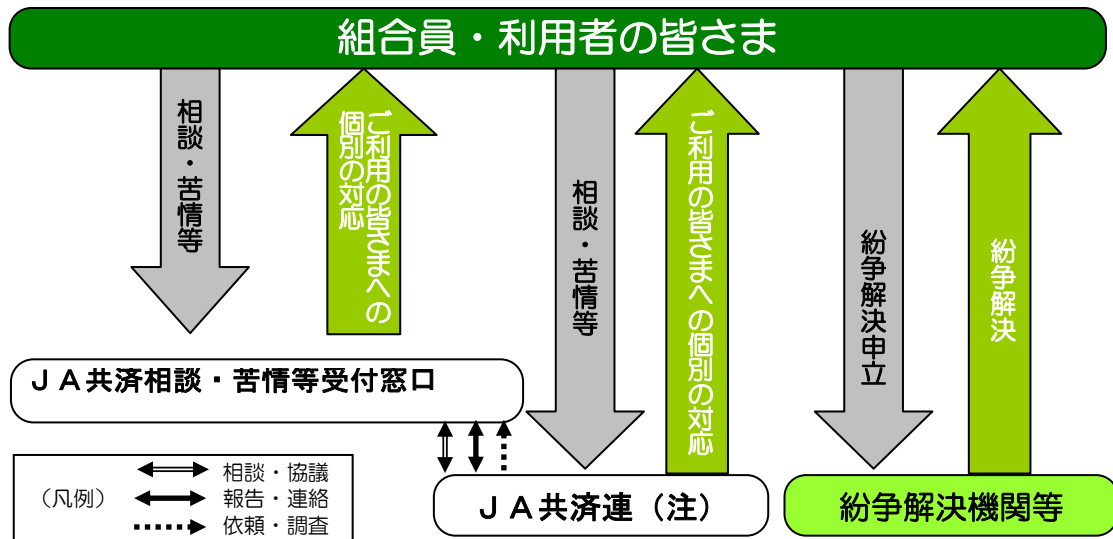 組合員・利用者の皆さま
相談・苦情等
ご利用の皆さまへの
個別の対応
相談・苦情等
ご利用の皆さまへの個別の対応
紛争解決申立
紛争解決
ＪＡ共済相談・苦情等受付窓口
（凡例）
相談・協議
報告・連絡
依頼・調査
ＪＡ共済連（注）
紛争解決機関等